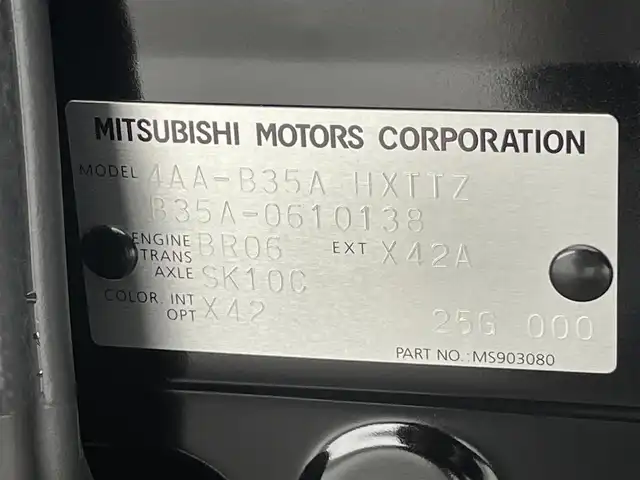 MITSUBISHI MOTORS CORPORATION
MODEL 4AA-B35A HXTTZ
B35A-0610138
ENGINE BR06 EXT X42A
TRANS
AXLE SK10C
COLOR. INT X42
OPT
25G 000
PART NO.:MS903080